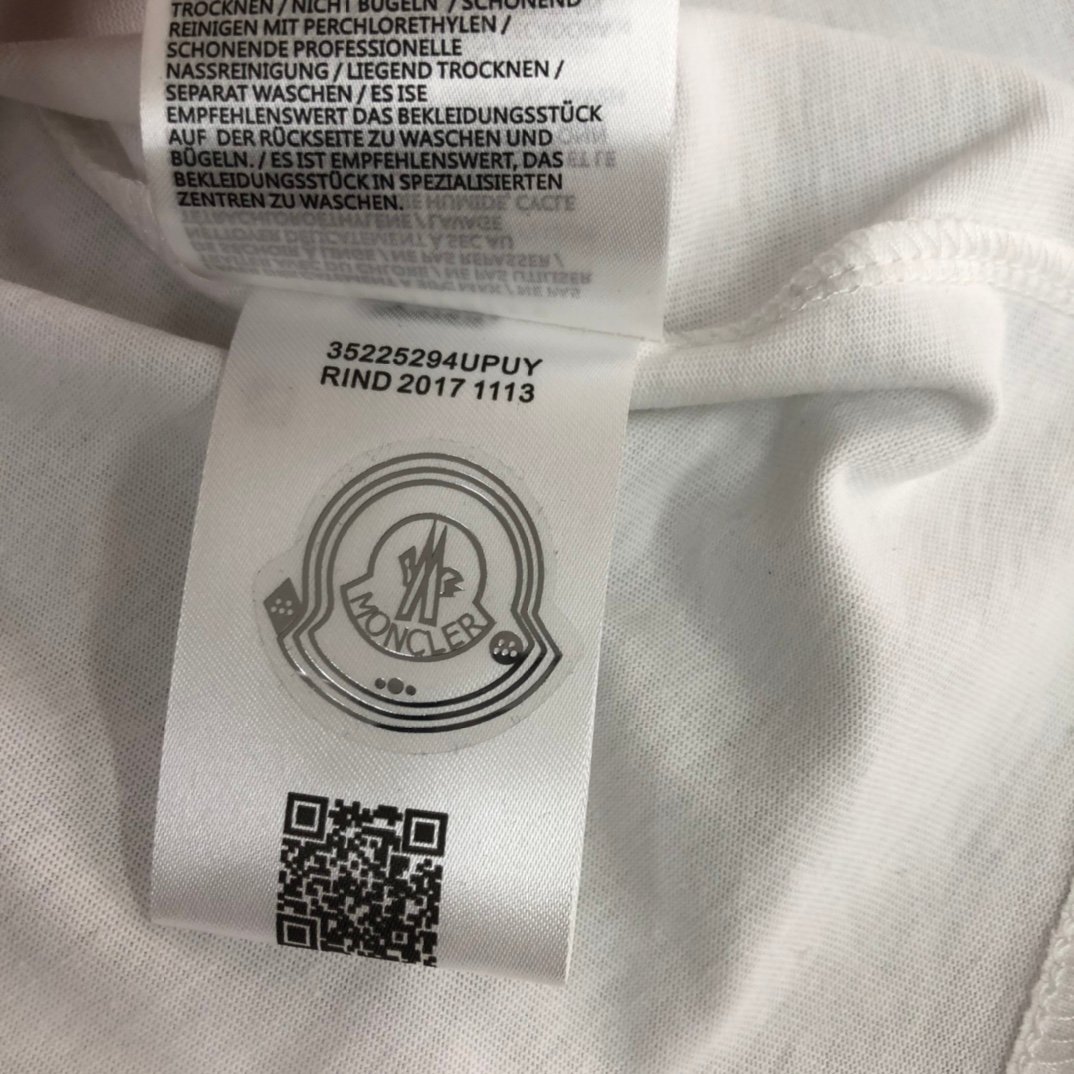 TROCKNEN / NICHT BÜGELN / SCHONEND
REINIGEN MIT PERCHLORETHYLEN /
SCHONENDE PROFESSIONELLE
NASSREINIGUNG / LIEGEND TROCKNEN /
SEPARAT WASCHEN / ES ISE
EMPFEHLENSWERT DAS BEKLEIDUNGSSTÜCK
AUF DER RÜCKSEITE ZU WASCHEN UND
BÜGELN. / ES IST EMPFEHLENSWERT, DAS
BEKLEIDUNGSSTÜCK IN SPEZIALISIERTEN
ZENTREN ZU WASCHEN.
35225294UPUY
RIND 2017 1113
MONCLER